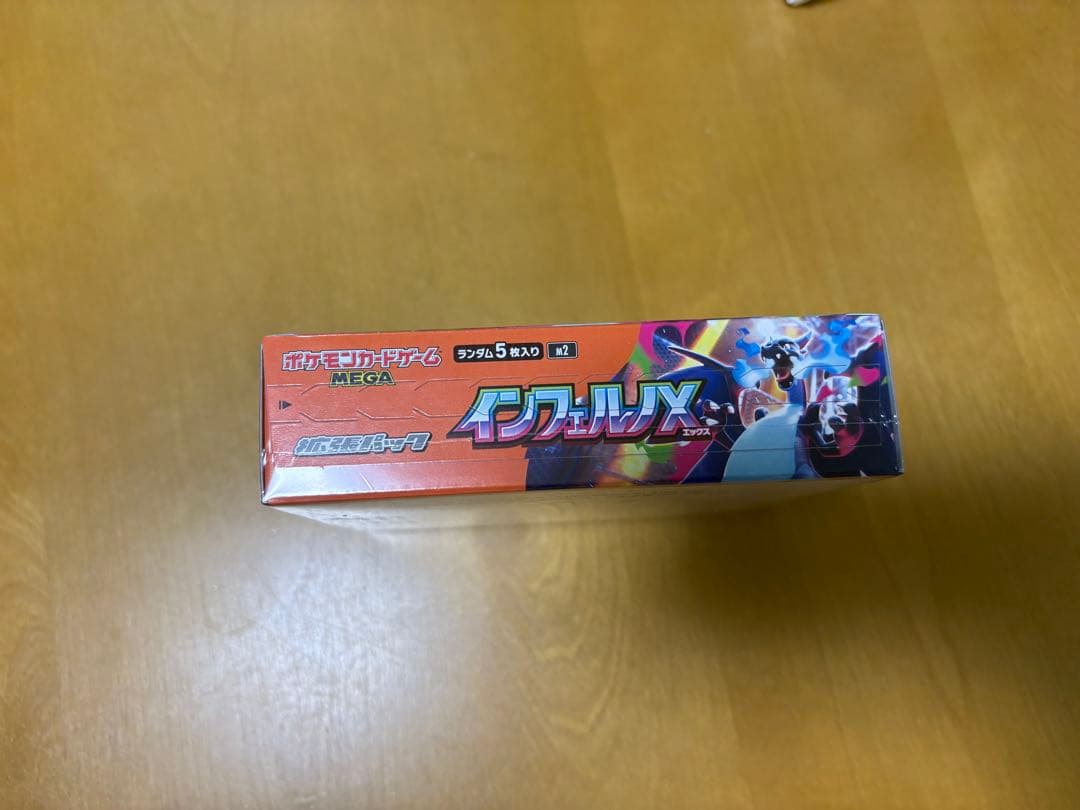 ポケモンカードゲーム
MEGA
ランダム5枚入り
M2
インフェルノX
エックス
拡張パック